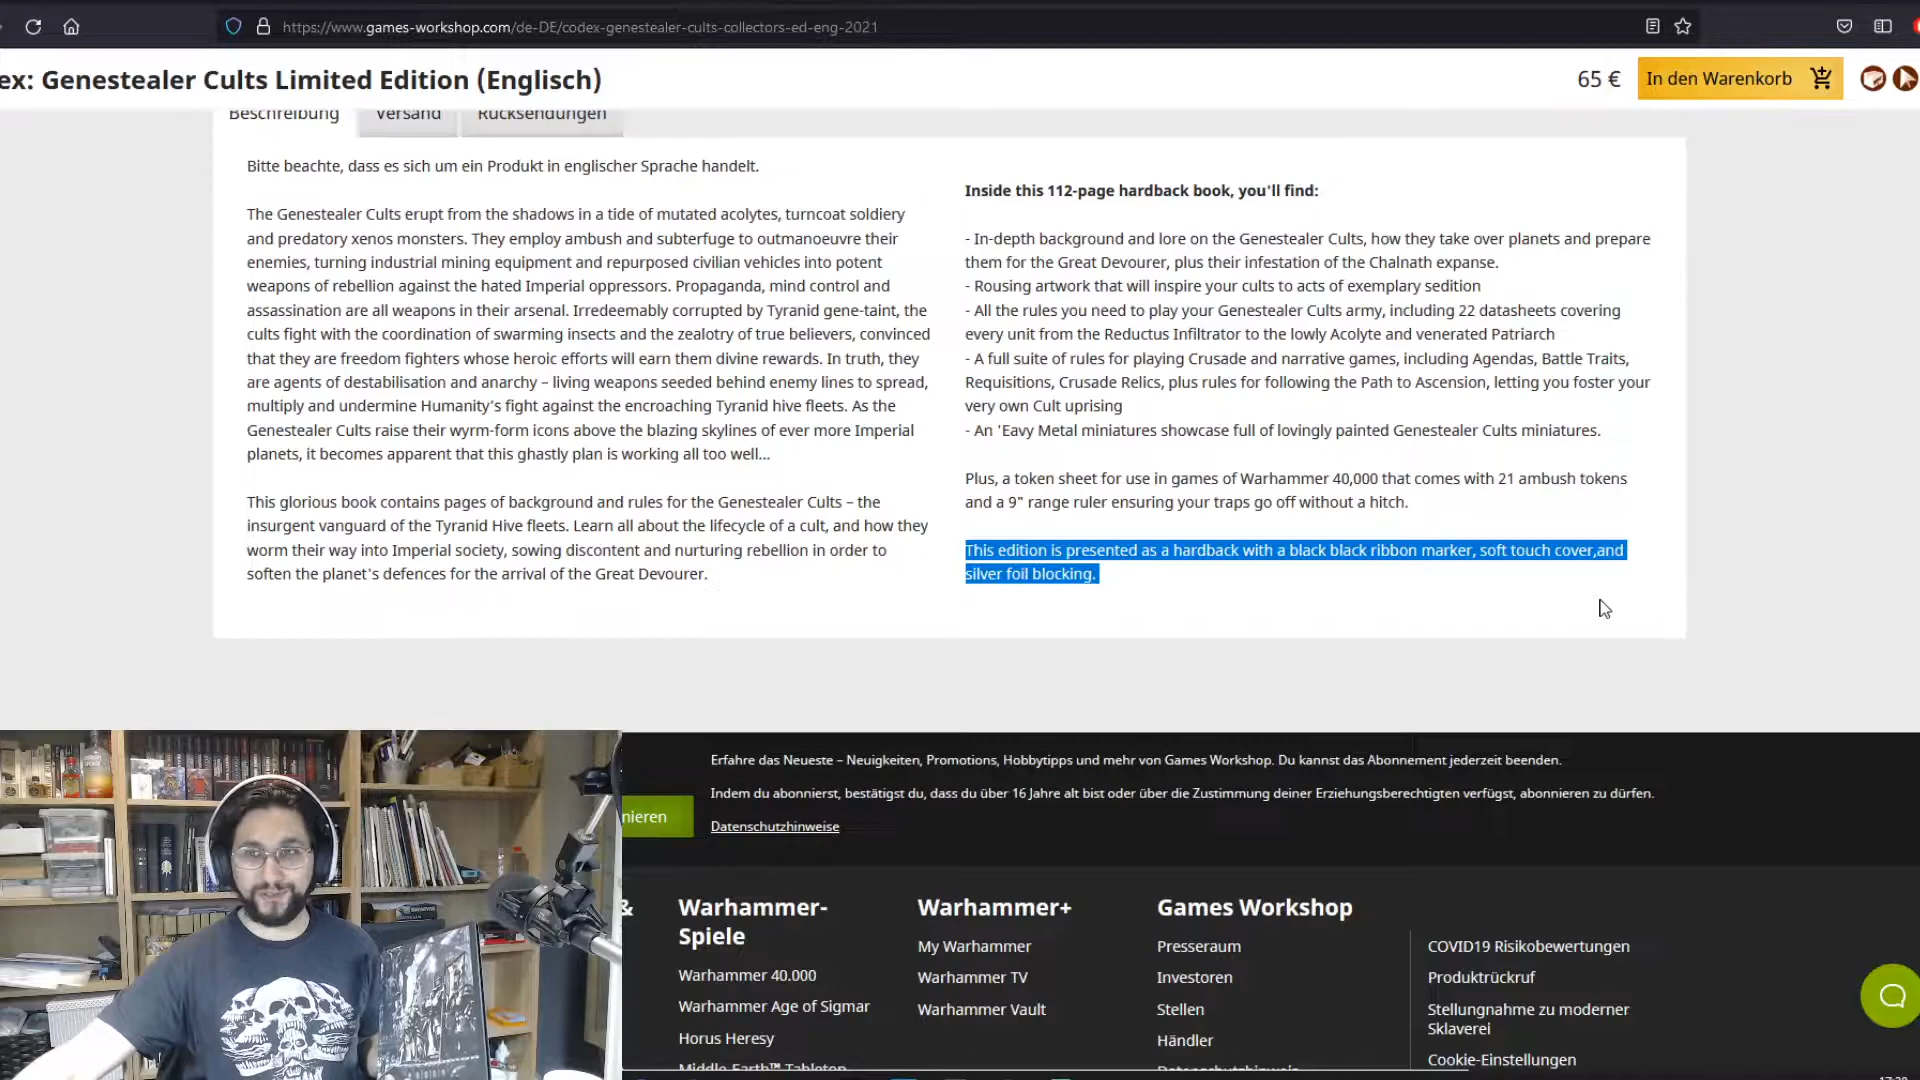 https://www.games-workshop.com/de-DE/codex-genestealer-cults-collectors-ed-eng-2021
ex: Genestealer Cults Limited Edition (Englisch)
65 €
In den Warenkorb
Beschreibung
Versand
Rücksendungen
Bitte beachte, dass es sich um ein Produkt in englischer Sprache handelt.
The Genestealer Cults erupt from the shadows in a tide of mutated acolytes, turncoat soldiery
and predatory xenos monsters. They employ ambush and subterfuge to outmanoeuvre their
enemies, turning industrial mining equipment and repurposed civilian vehicles into potent
weapons of rebellion against the hated Imperial oppressors. Propaganda, mind control and
assassination are all weapons in their arsenal. Irredeemably corrupted by Tyranid gene-taint, the
cults fight with the coordination of swarming insects and the zealotry of true believers, convinced
that they are freedom fighters whose heroic efforts will earn them divine rewards. In truth, they
are agents of destabilisation and anarchy – living weapons seeded behind enemy lines to spread,
multiply and undermine Humanity's fight against the encroaching Tyranid hive fleets. As the
Genestealer Cults raise their wyrm-form icons above the blazing skylines of ever more Imperial
planets, it becomes apparent that this ghastly plan is working all too well...
This glorious book contains pages of background and rules for the Genestealer Cults – the
insurgent vanguard of the Tyranid Hive fleets. Learn all about the lifecycle of a cult, and how they
worm their way into Imperial society, sowing discontent and nurturing rebellion in order to
soften the planet's defences for the arrival of the Great Devourer.
Inside this 112-page hardback book, you'll find:
- In-depth background and lore on the Genestealer Cults, how they take over planets and prepare
them for the Great Devourer, plus their infestation of the Chalnath expanse.
- Rousing artwork that will inspire your cults to acts of exemplary sedition
- All the rules you need to play your Genestealer Cults army, including 22 datasheets covering
every unit from the Reductus Infiltrator to the lowly Acolyte and venerated Patriarch
- A full suite of rules for playing Crusade and narrative games, including Agendas, Battle Traits,
Requisitions, Crusade Relics, plus rules for following the Path to Ascension, letting you foster your
very own Cult uprising
- An 'Eavy Metal miniatures showcase full of lovingly painted Genestealer Cults miniatures.
Plus, a token sheet for use in games of Warhammer 40,000 that comes with 21 ambush tokens
and a 9" range ruler ensuring your traps go off without a hitch.
This edition is presented as a hardback with a black black ribbon marker, soft touch cover,and
silver foil blocking.
Erfahre das Neueste – Neuigkeiten, Promotions, Hobbytipps und mehr von Games Workshop. Du kannst das Abonnement jederzeit beenden.
Indem du abonnierst, bestätigst du, dass du über 16 Jahre alt bist oder über die Zustimmung deiner Erziehungsberechtigten verfügst, abonnieren zu dürfen.
nieren
Datenschutzhinweise
&
Warhammer-
Spiele
Warhammer 40.000
Warhammer Age of Sigmar
Horus Heresy
Middle-Earth™ Tabletop
Warhammer+
My Warhammer
Warhammer TV
Warhammer Vault
Games Workshop
Presseraum
Investoren
Stellen
Händler
Datenschutzhinweis
COVID19 Risikobewertungen
Produktrückruf
Stellungnahme zu moderner
Sklaverei
Cookie-Einstellungen